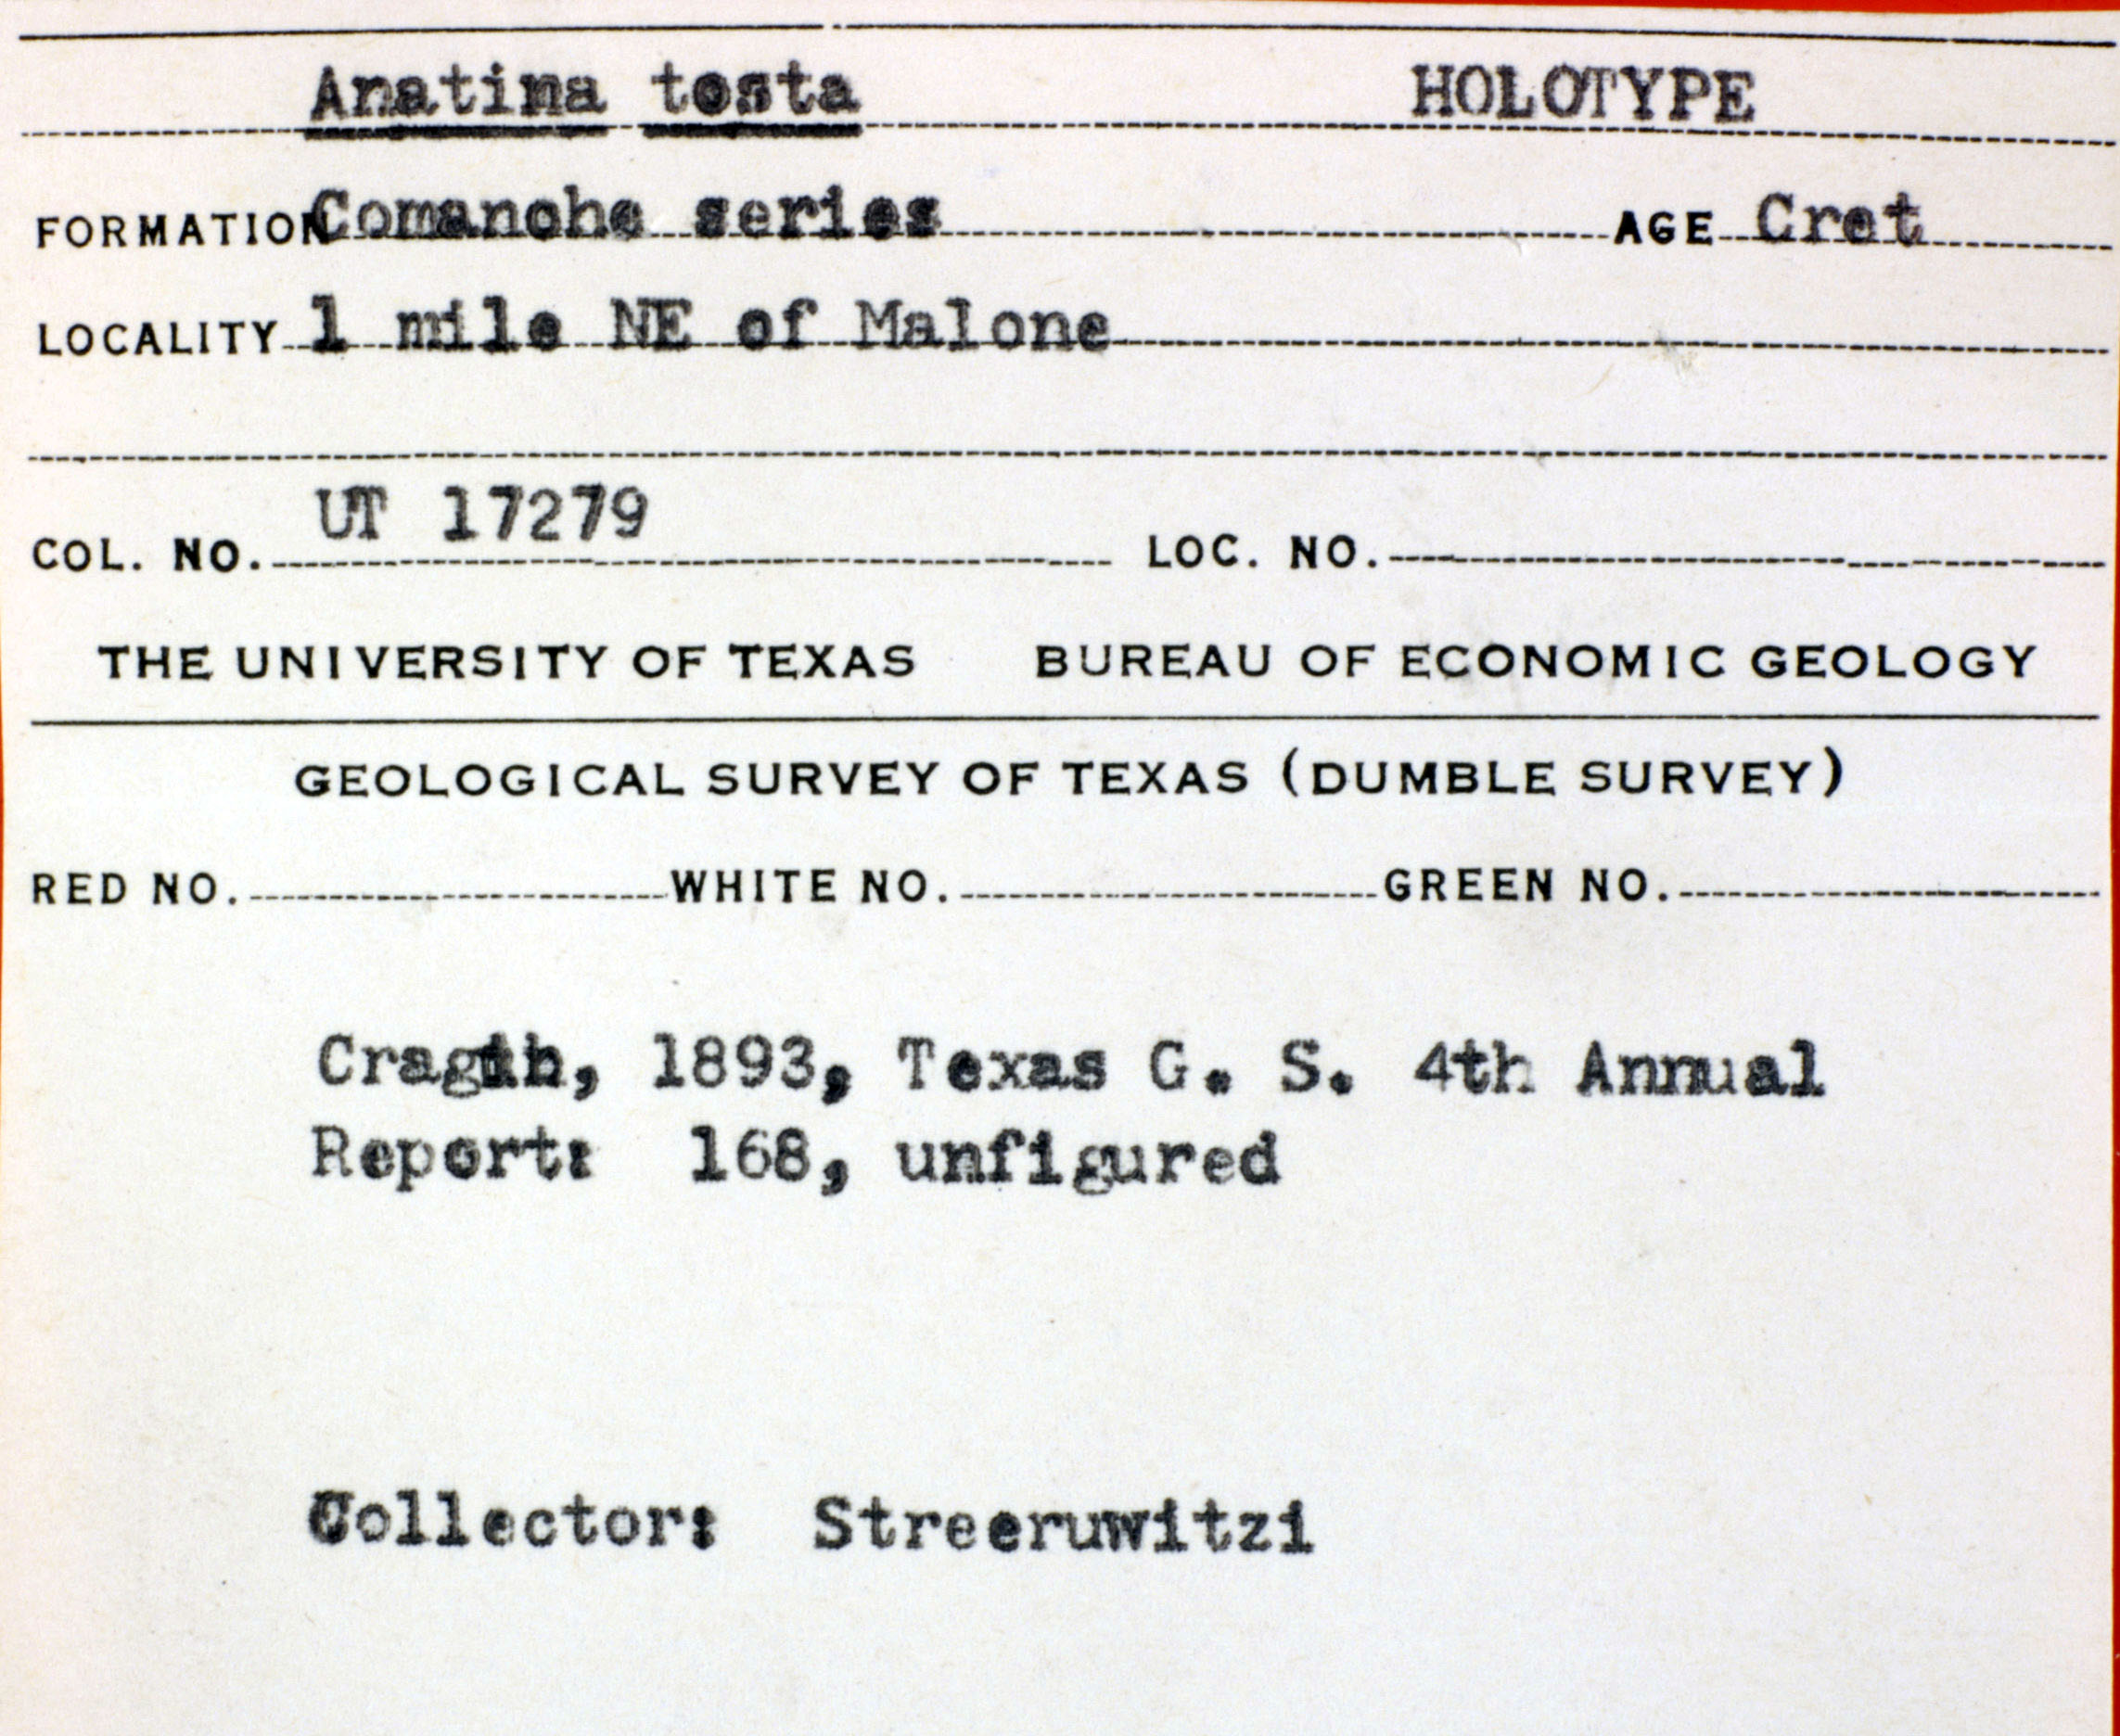 Anatina tosta HOLOTYPE
FORMATION Comanche series AGE Cret
LOCALITY 1 mile NE of Malone
COL. NO. UT 17279 LOC. NO.
THE UNIVERSITY OF TEXAS BUREAU OF ECONOMIC GEOLOGY
GEOLOGICAL SURVEY OF TEXAS (DUMBLE SURVEY)
RED NO. WHITE NO. GREEN NO.
Cragin, 1893, Texas G. S. 4th Annual
Report: 168, unfigured
Collector: Streeruwitzi